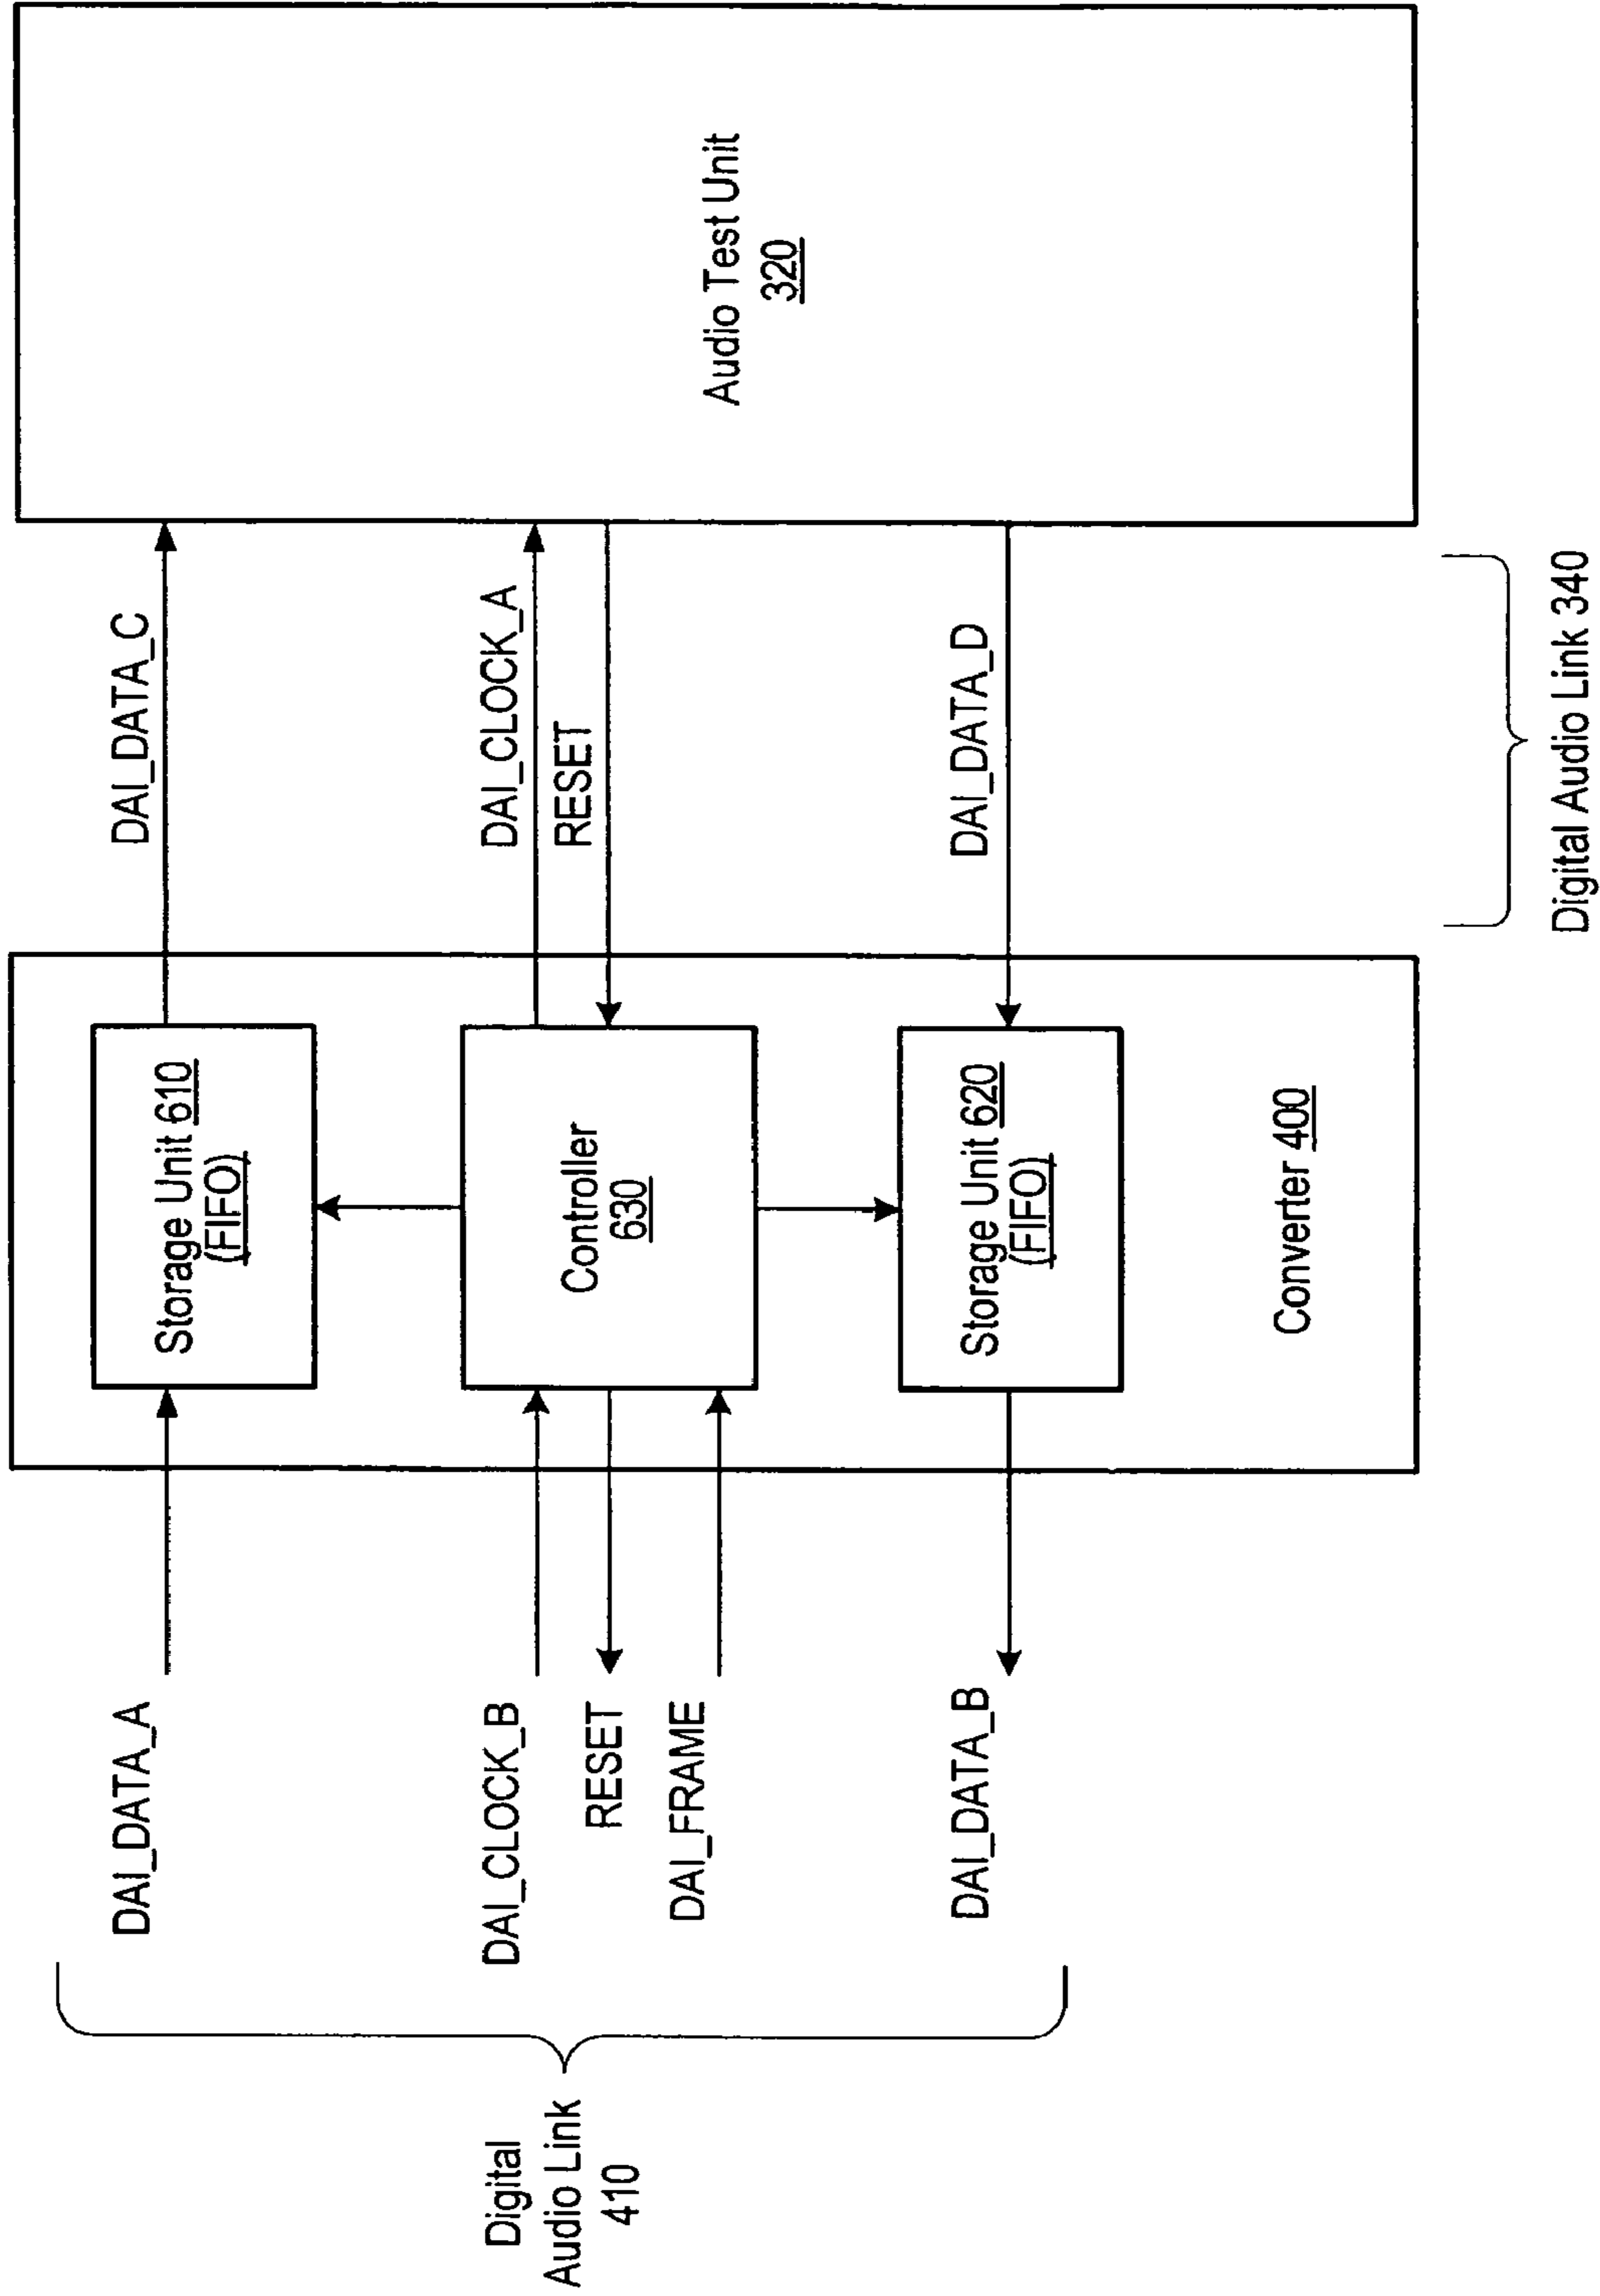 DAI_DATA_A
DAI_CLOCK_B
RESET
DAI_FRAME
DAI_DATA_B
Digital
Audio Link
410
Storage Unit 610
(FIFO)
Controller
630
Storage Unit 620
(FIFO)
Converter 400
DAI_DATA_C
DAI_CLOCK_A
RESET
DAI_DATA_D
Digital Audio Link 340
Audio Test Unit
320